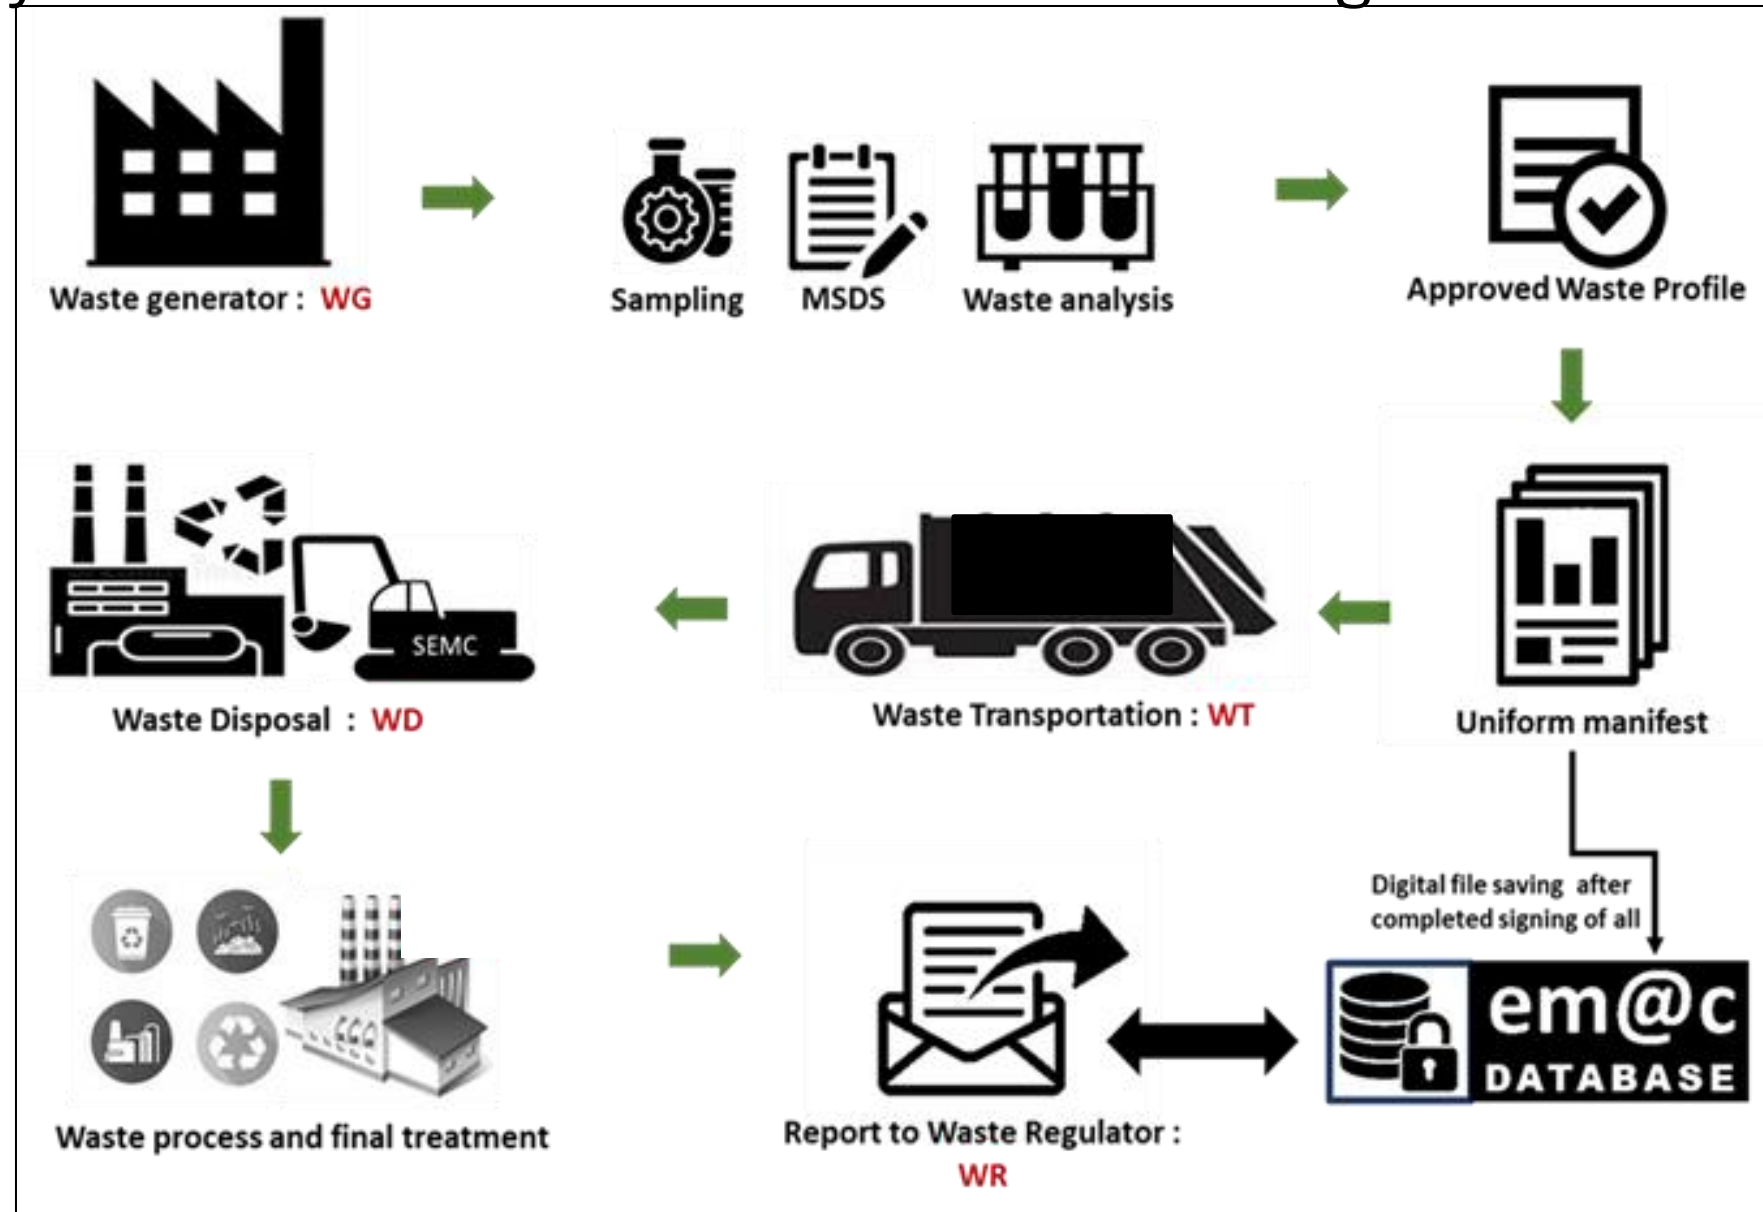 Waste generator : WG
Sampling
MSDS
Waste analysis
Approved Waste Profile
SEMC
Waste Disposal : WD
Waste Transportation : WT
Uniform manifest
Digital file saving after
completed signing of all
em@c
DATABASE
Waste process and final treatment
Report to Waste Regulator :
WR